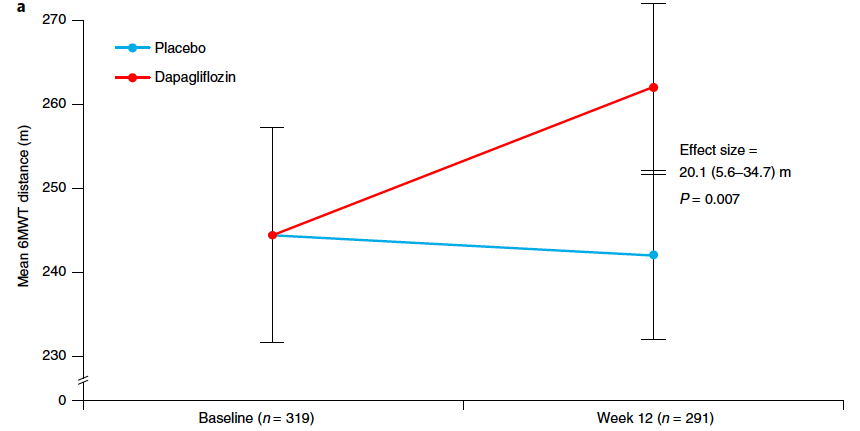 a
270
260
250
240
230
0
Mean 6MWT distance (m)
Placebo
Dapagliflozin
Effect size =
20.1 (5.6–34.7) m
P = 0.007
Baseline (n = 319)
Week 12 (n = 291)